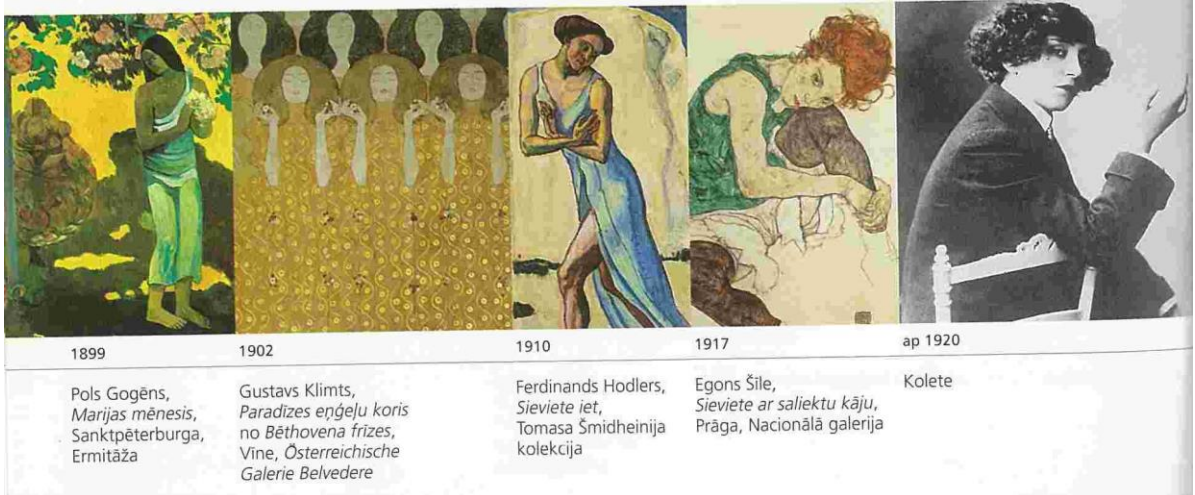 1899
Pols Gogēns,
Marijas mēnesis,
Sanktpēterburga,
Ermitāža
1902
Gustavs Klimts,
Paradīzes eņģeļu koris
no Bēthovena frīzes,
Vīne, Österreichische
Galerie Belvedere
1910
Ferdinands Hodlers,
Sieviete iet,
Tomasa Šmidheinija
kolekcija
1917
Egons Šīle,
Sieviete ar saliektu kāju,
Prāga, Nacionālā galerija
ap 1920
Kolete